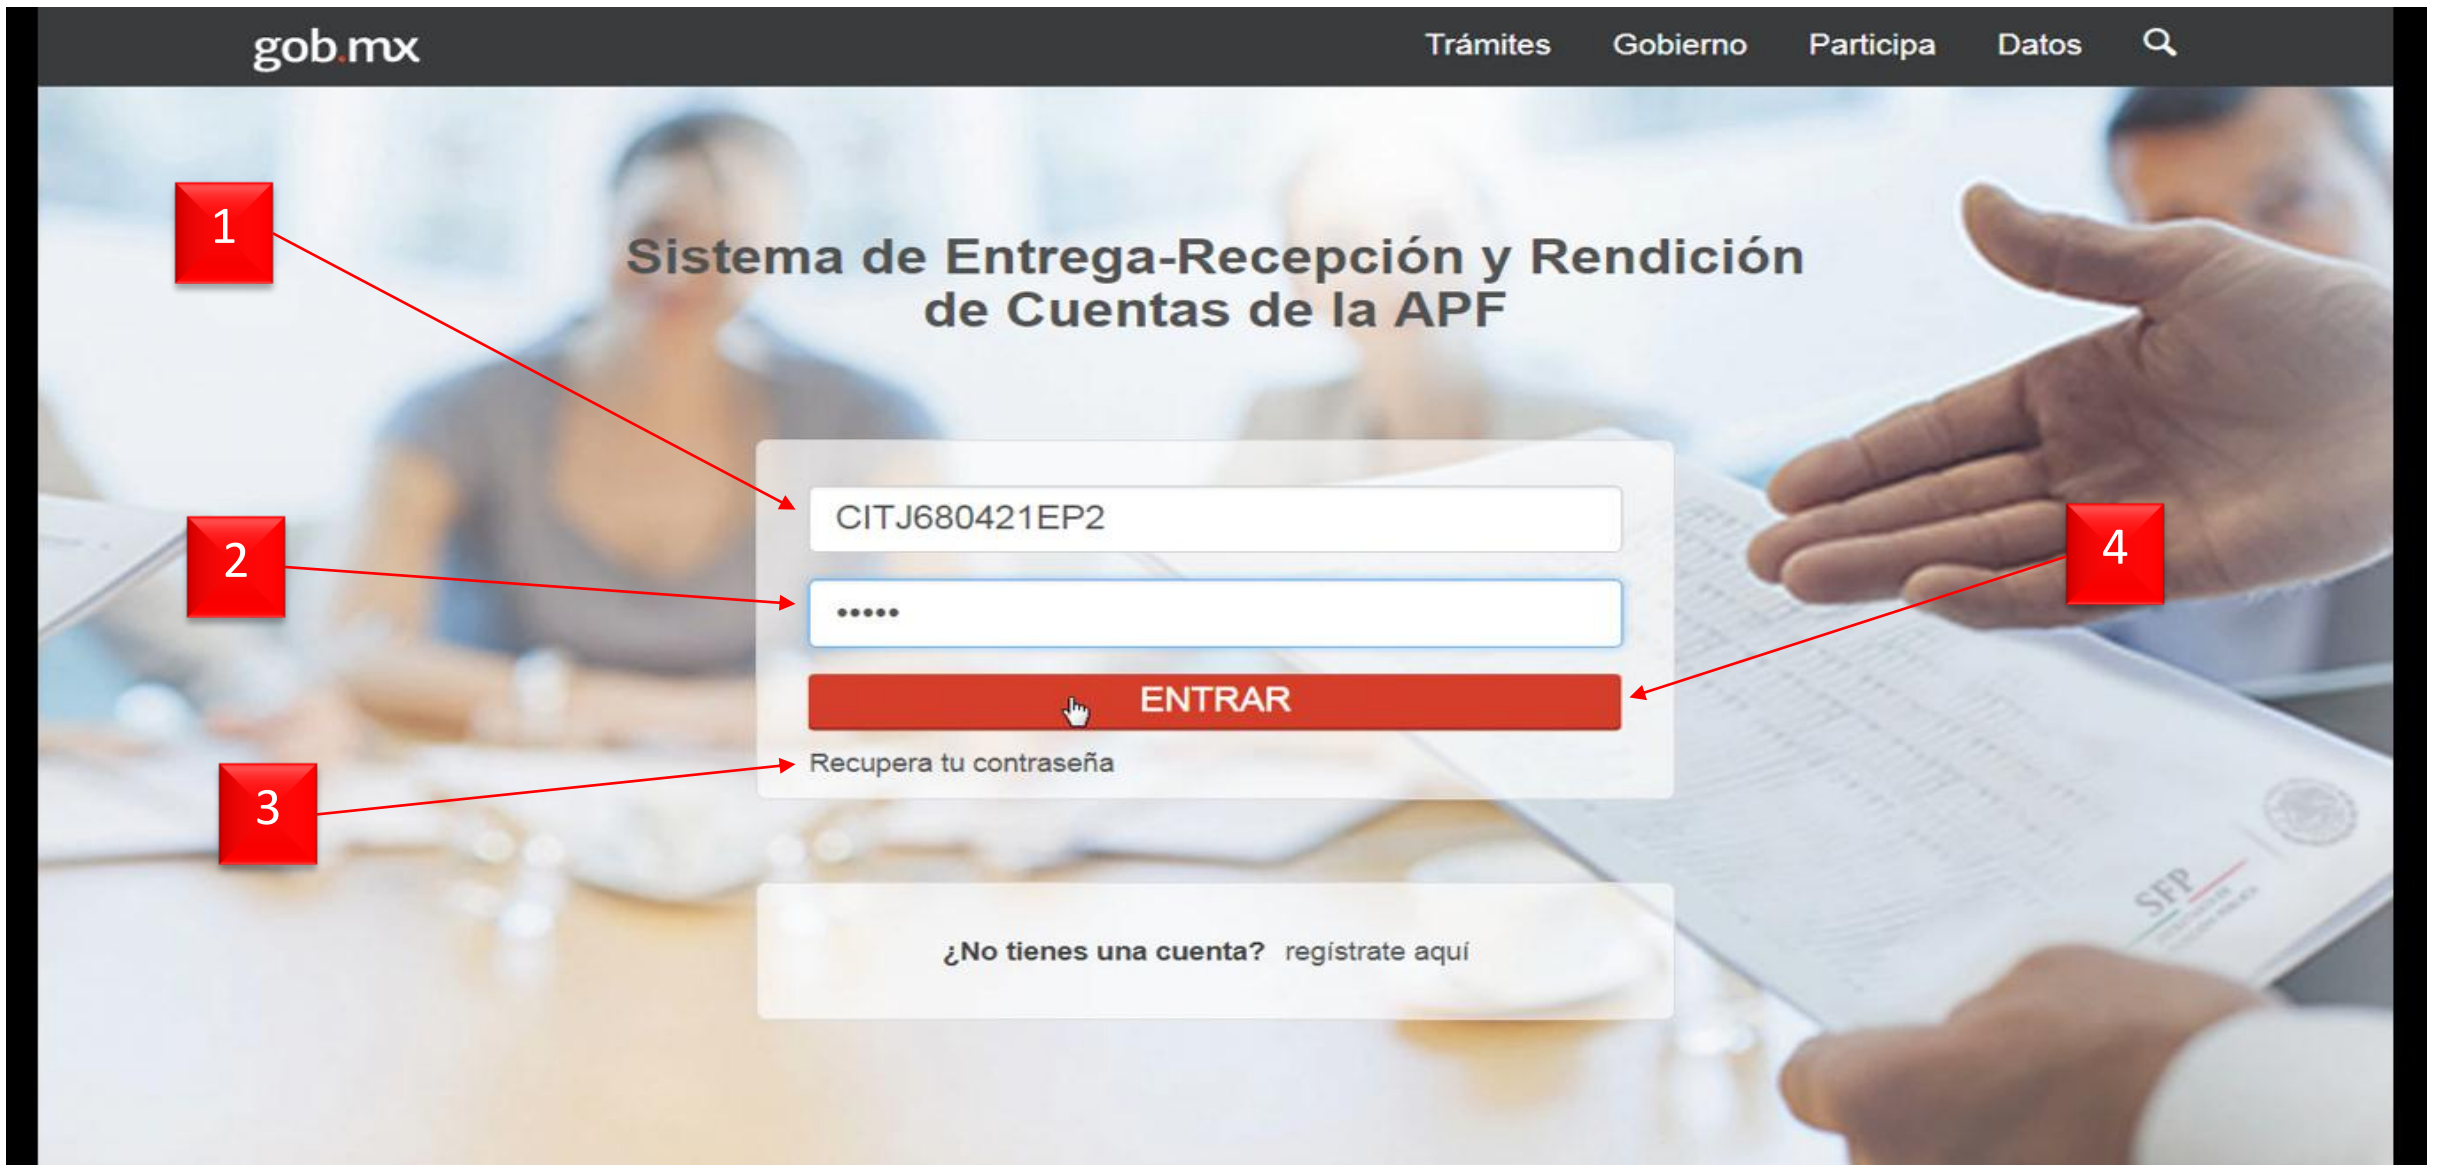 gob.mx
Trámites Gobierno Participa Datos
1
Sistema de Entrega-Recepción y Rendición
de Cuentas de la APF
CITJ680421EP2
2
4
•••••
ENTRAR
Recupera tu contraseña
3
SFP
¿No tienes una cuenta? regístrate aquí